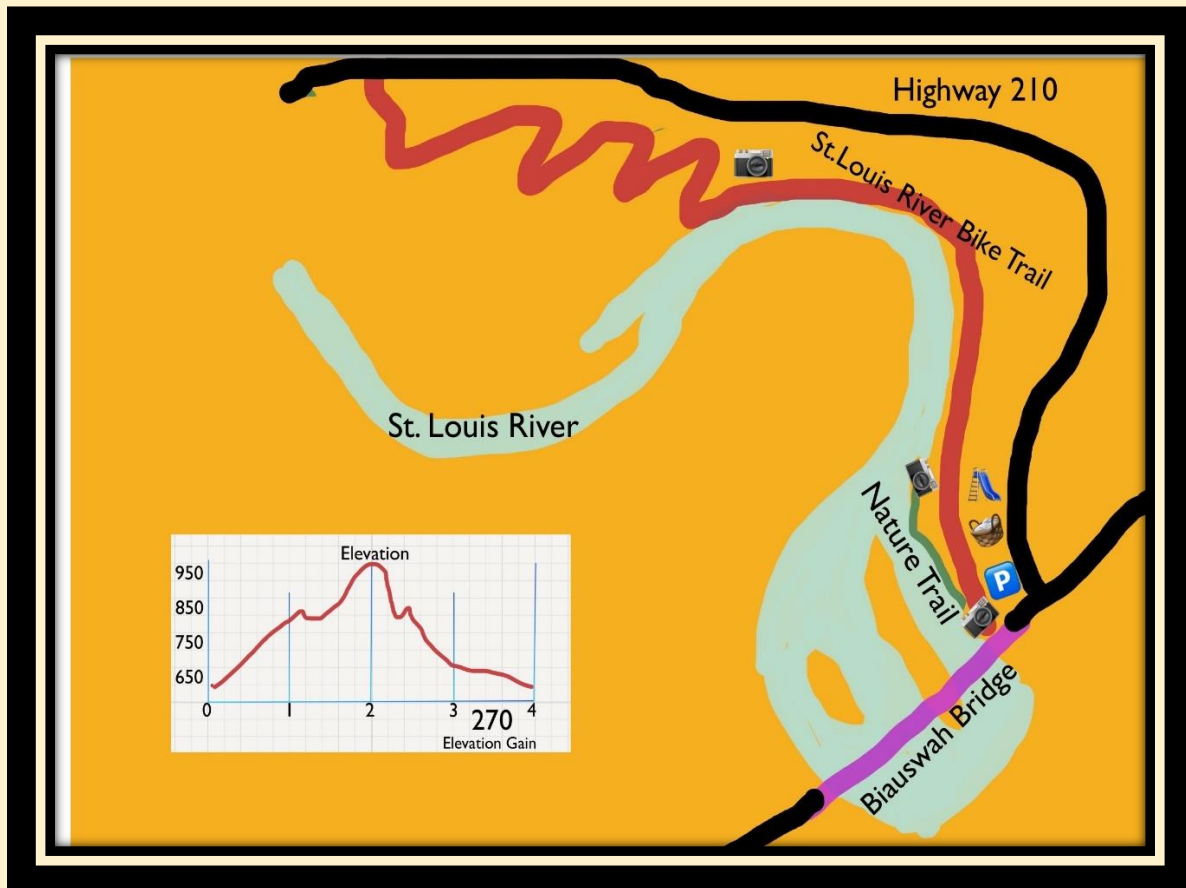 Highway 210
St.Louis River Bike Trail
St. Louis River
Nature Trail
P
Biauswah Bridge
Elevation
950
850
750
650
0 1 2 3 4
270
Elevation Gain